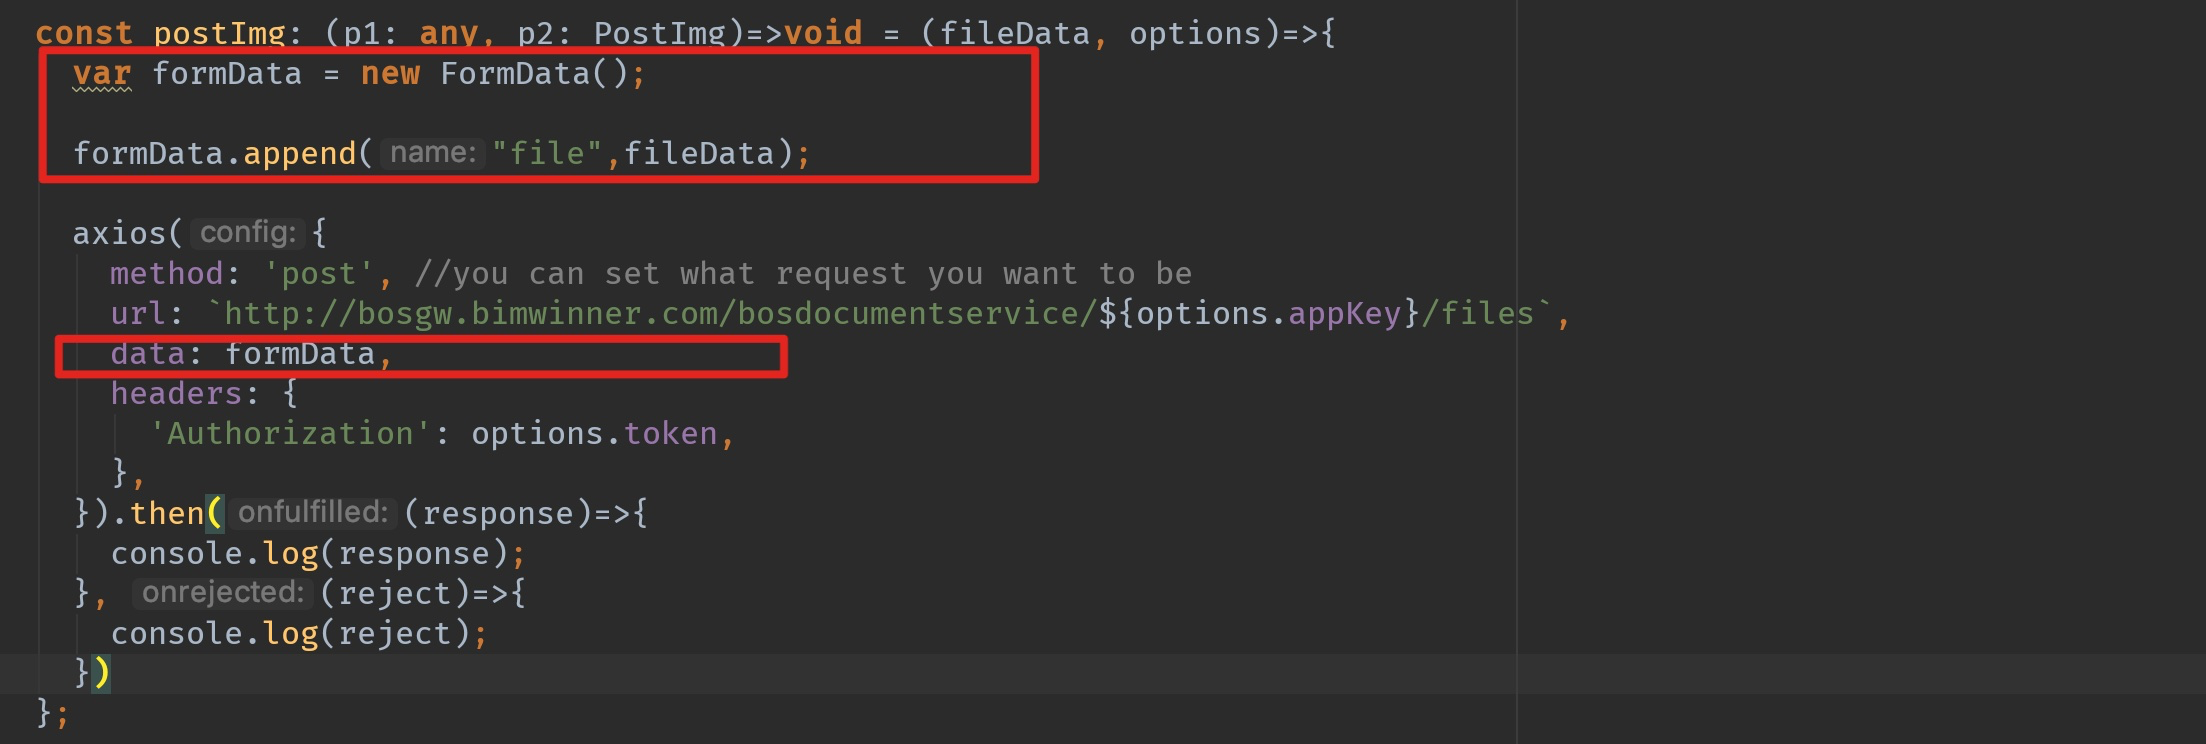 const postImg: (p1: any, p2: PostImg)=>void = (fileData, options)=>{
var formData = new FormData();
formData.append( name: "file",fileData);
axios( config: {
method: 'post', //you can set what request you want to be
url: `http://bosgw.bimwinner.com/bosdocumentservice/${options.appKey}/files`,
data: formData,
headers: {
'Authorization': options.token,
},
}).then( onfulfilled: (response)=>{
console.log(response);
}, onrejected: (reject)=>{
console.log(reject);
})
};